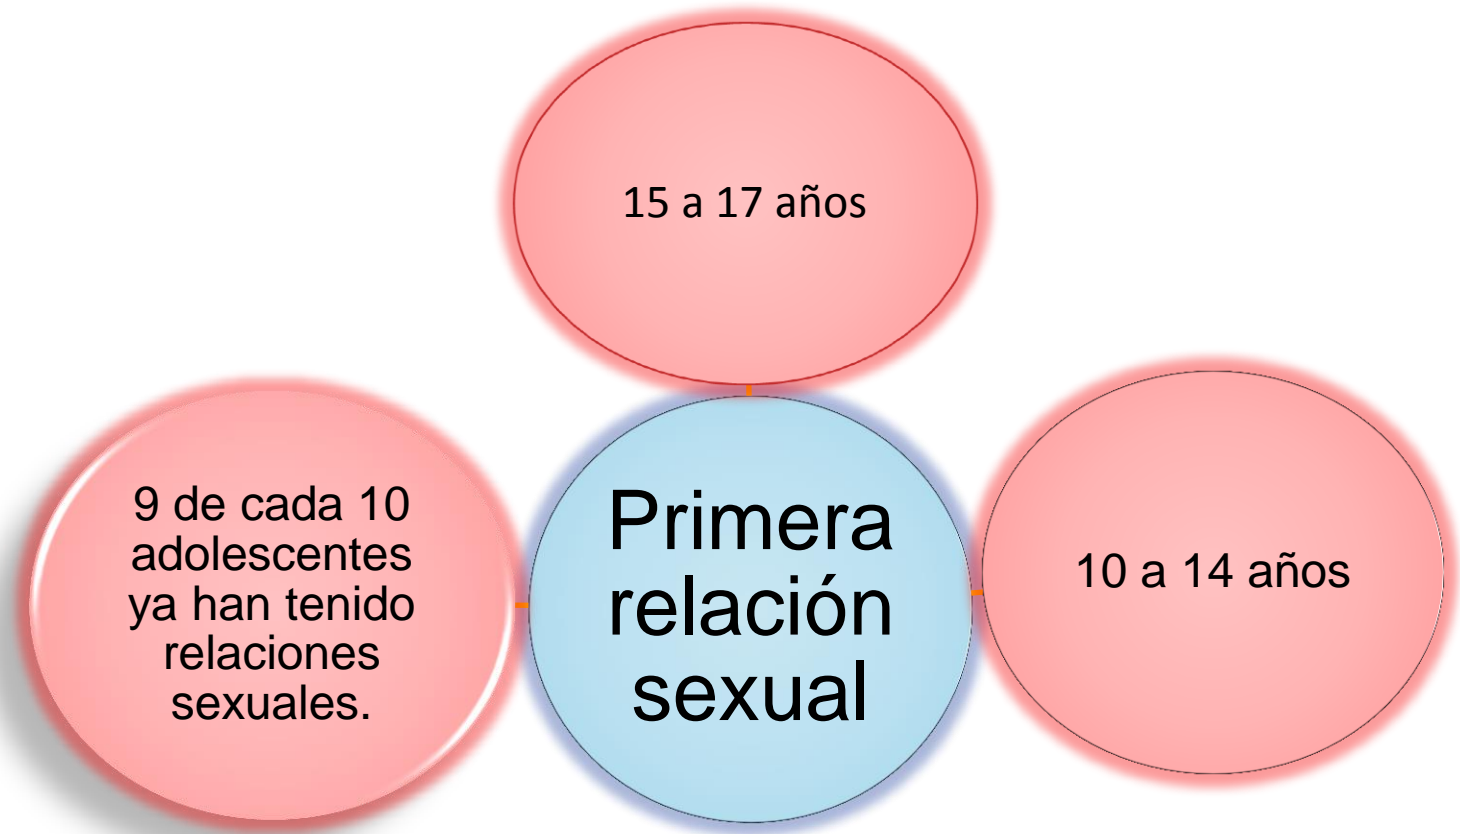 15 a 17 años
9 de cada 10
adolescentes
ya han tenido
relaciones
sexuales.
Primera
relación
sexual
10 a 14 años